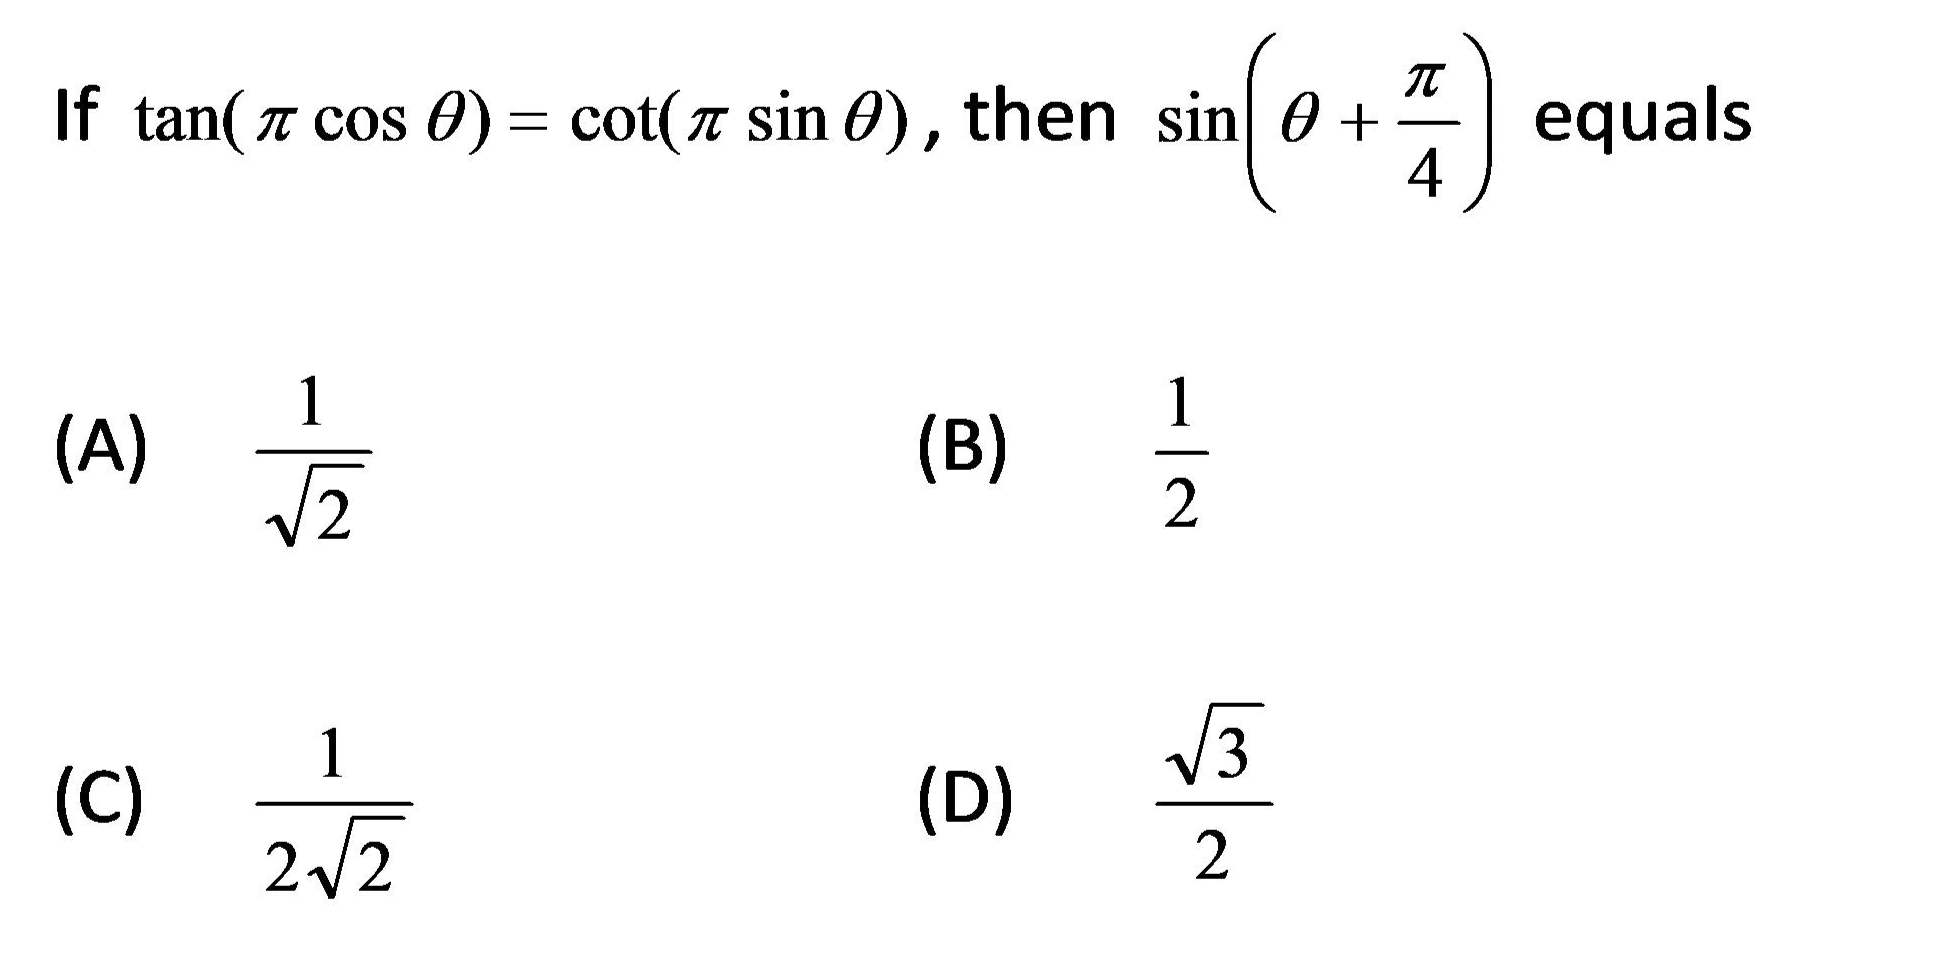 If tan(π cos θ) = cot(π sin θ), then sin(θ + π/4) equals
(A) 1/√2 (B) 1/2
(C) 1/(2√2) (D) √3/2